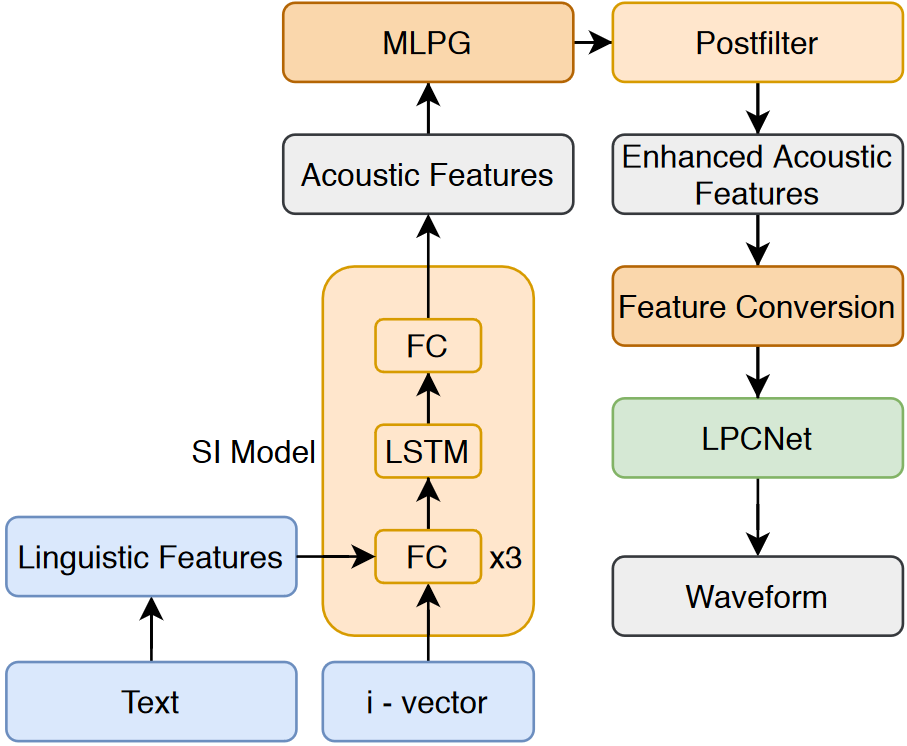 MLPG
Postfilter
Acoustic Features
Enhanced Acoustic
Features
Feature Conversion
FC
LPCNet
SI Model
LSTM
Linguistic Features
FC
x3
Waveform
Text
i - vector